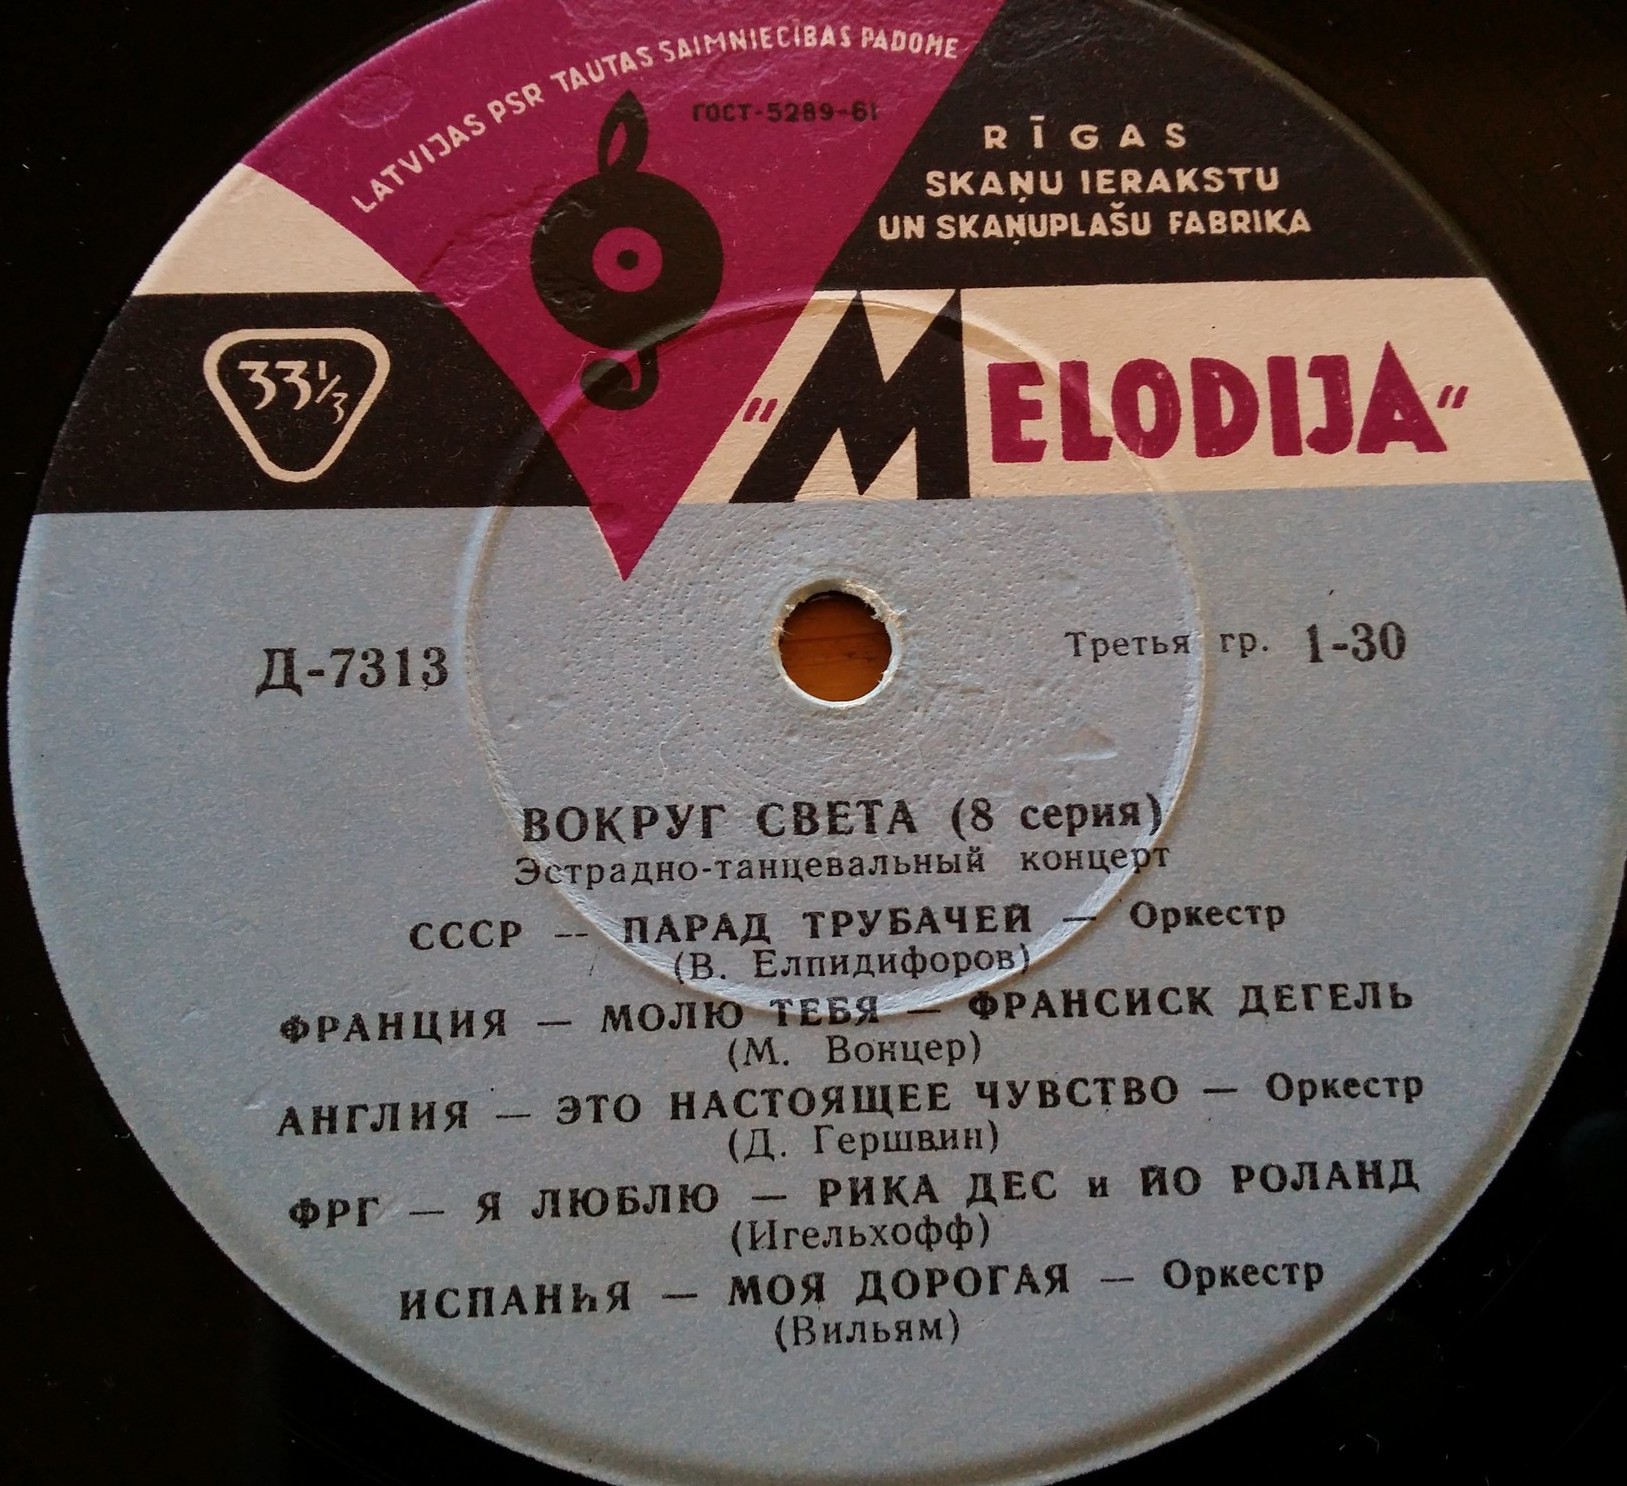 LATVIJAS PSR TAUTAS SAIMNIECĪBAS PADOME
ГОСТ-5289-61
RĪGAS
SKAŅU IERAKSTU
UN SKAŅUPLAŠU FABRIKA
33⅓
"MELODIJA"
Д-7313
Третья гр. 1-30
ВОКРУГ СВЕТА (8 серия)
Эстрадно-танцевальный концерт
СССР — ПАРАД ТРУБАЧЕЙ — Оркестр
(В. Елпидифоров)
ФРАНЦИЯ — МОЛЮ ТЕБЯ — ФРАНСИСК ДЕГЕЛЬ
(М. Вонцер)
АНГЛИЯ — ЭТО НАСТОЯЩЕЕ ЧУВСТВО — Оркестр
(Д. Гершвин)
ФРГ — Я ЛЮБЛЮ — РИКА ДЕС и ЙО РОЛАНД
(Игельхофф)
ИСПАНЬЯ — МОЯ ДОРОГАЯ — Оркестр
(Вильям)